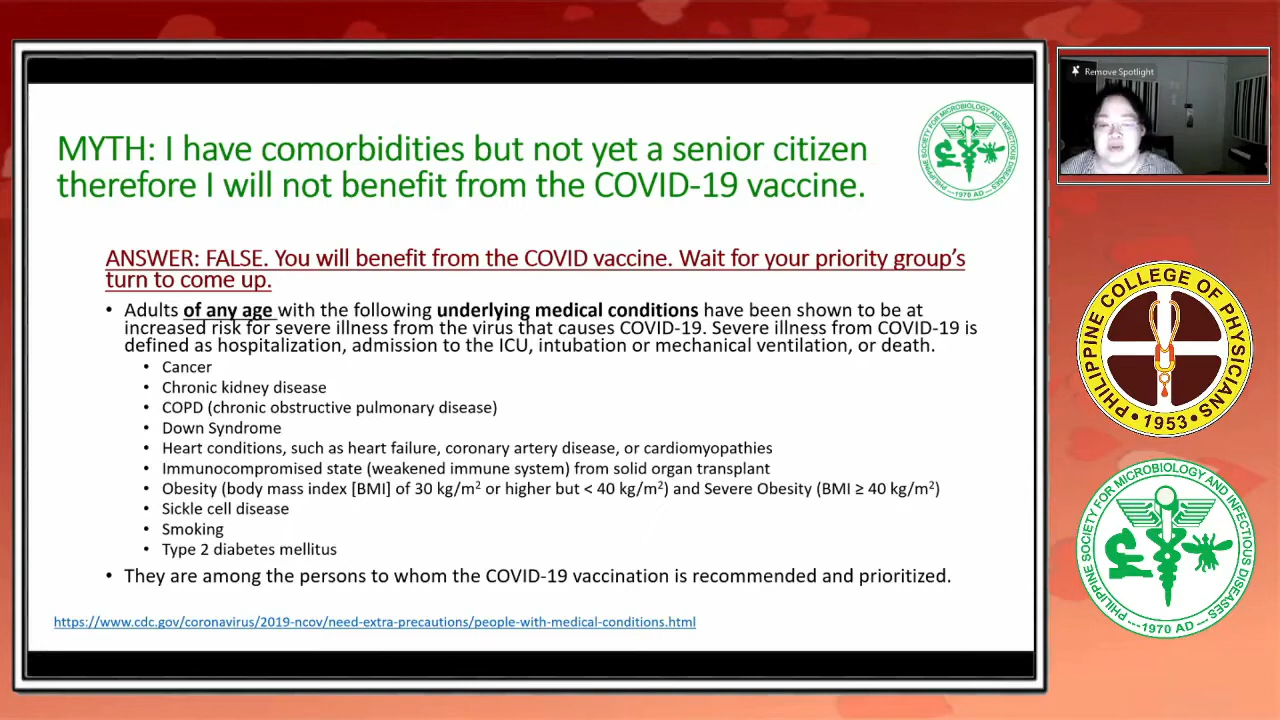 MYTH: I have comorbidities but not yet a senior citizen
therefore I will not benefit from the COVID-19 vaccine.
PHILIPPINE SOCIETY FOR MICROBIOLOGY AND INFECTIOUS DISEASES
---1970 AD---
Remove Spotlight
ANSWER: FALSE. You will benefit from the COVID vaccine. Wait for your priority group's
turn to come up.
• Adults of any age with the following underlying medical conditions have been shown to be at
increased risk for severe illness from the virus that causes COVID-19. Severe illness from COVID-19 is
defined as hospitalization, admission to the ICU, intubation or mechanical ventilation, or death.
• Cancer
• Chronic kidney disease
• COPD (chronic obstructive pulmonary disease)
• Down Syndrome
• Heart conditions, such as heart failure, coronary artery disease, or cardiomyopathies
• Immunocompromised state (weakened immune system) from solid organ transplant
• Obesity (body mass index [BMI] of 30 kg/m² or higher but < 40 kg/m²) and Severe Obesity (BMI ≥ 40 kg/m²)
• Sickle cell disease
• Smoking
• Type 2 diabetes mellitus
• They are among the persons to whom the COVID-19 vaccination is recommended and prioritized.
https://www.cdc.gov/coronavirus/2019-ncov/need-extra-precautions/people-with-medical-conditions.html
PHILIPPINE COLLEGE OF PHYSICIANS
•1953•
PHILIPPINE SOCIETY FOR MICROBIOLOGY AND INFECTIOUS DISEASES
---1970 AD---